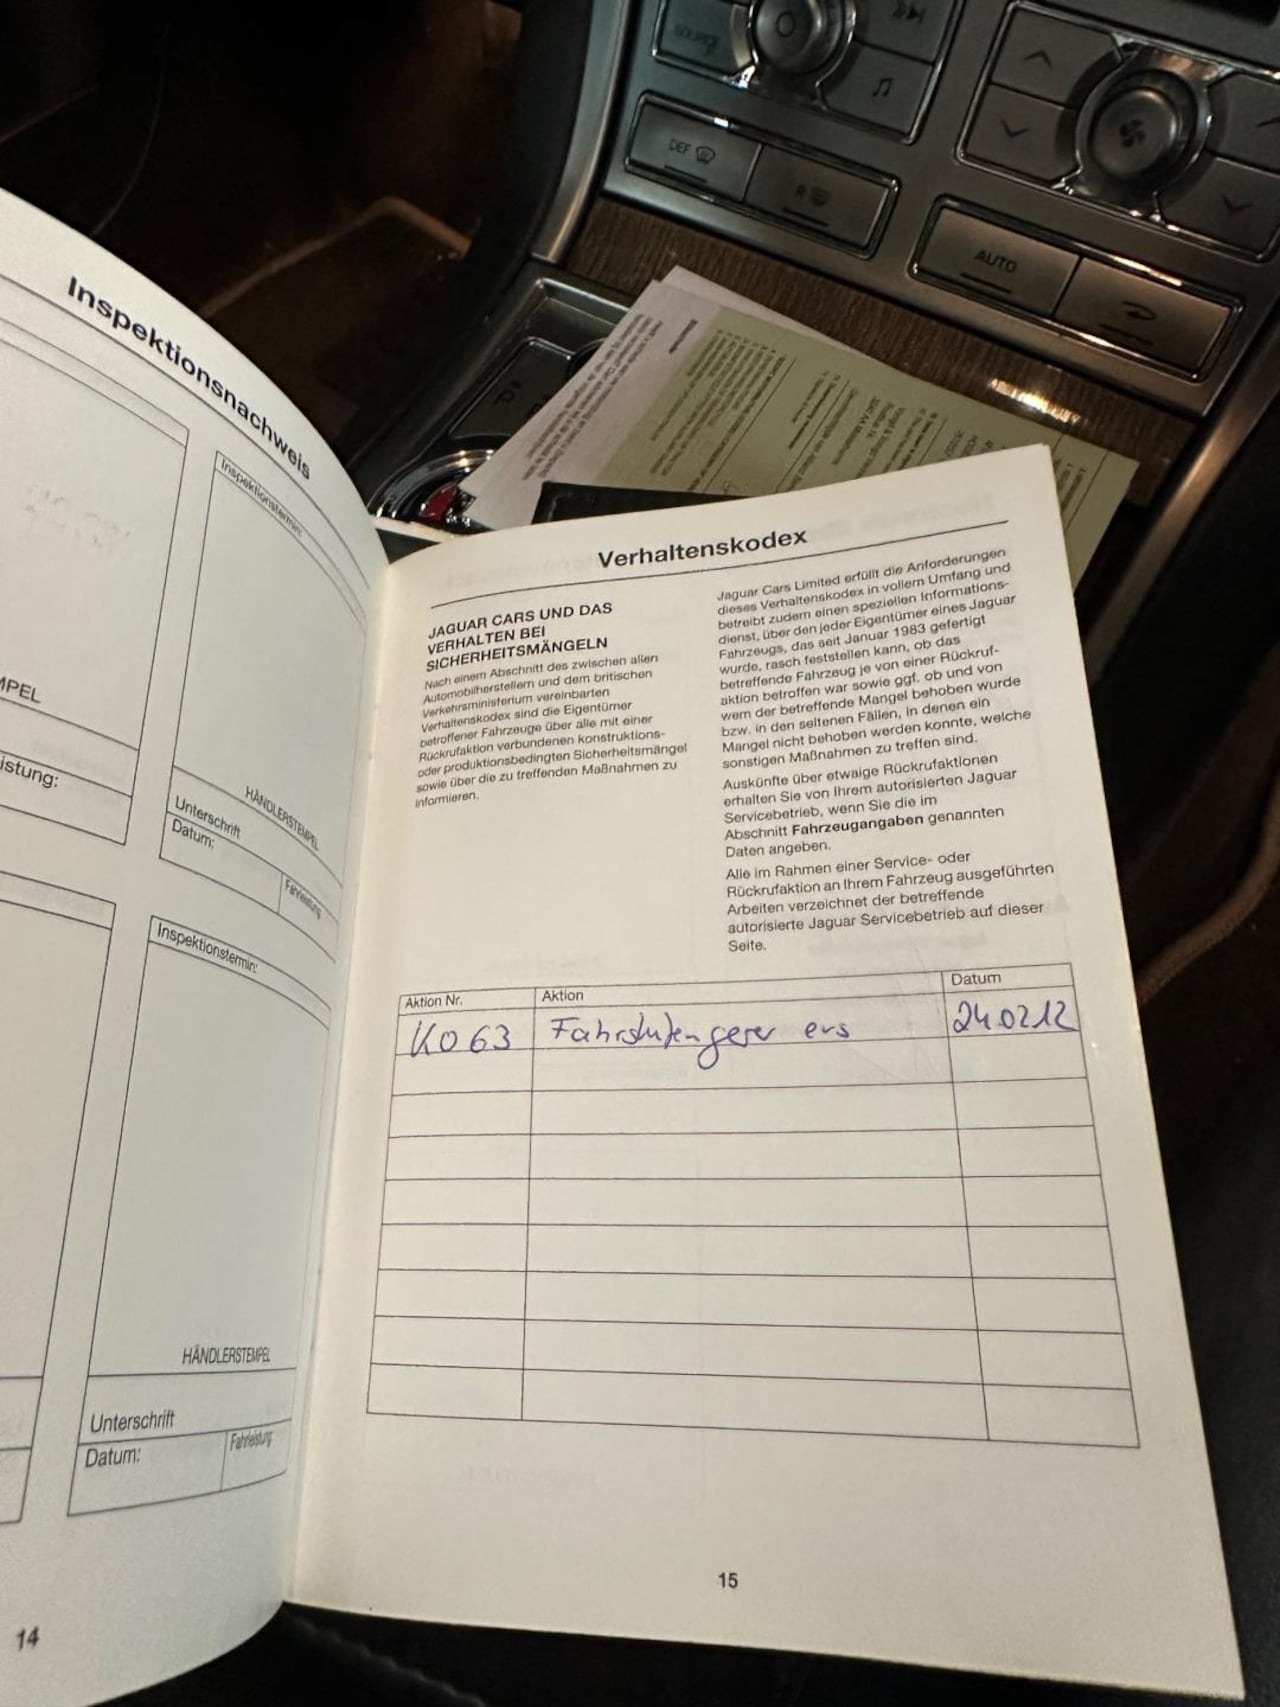 SOURCE
DEF
R
AUTO
Inspektionsnachweis
Inspektionstermin:
MPEL
istung:
HÄNDLERSTEMPEL
Unterschrift
Datum:
Fahrleistung
Inspektionstermin:
HÄNDLERSTEMPEL
Unterschrift
Datum:
Fahrleistung
14
Verhaltenskodex
JAGUAR CARS UND DAS
VERHALTEN BEI
SICHERHEITSMÄNGELN
Nach einem Abschnitt des zwischen allen
Automobilherstellern und dem britischen
Verkehrsministerium vereinbarten
Verhaltenskodex sind die Eigentümer
betroffener Fahrzeuge über alle mit einer
Rückrufaktion verbundenen konstruktions-
oder produktionsbedingten Sicherheitsmängel
sowie über die zu treffenden Maßnahmen zu
informieren.
Jaguar Cars Limited erfüllt die Anforderungen
dieses Verhaltenskodex in vollem Umfang und
betreibt zudem einen speziellen Informations-
dienst, über den jeder Eigentümer eines Jaguar
Fahrzeugs, das seit Januar 1983 gefertigt
wurde, rasch feststellen kann, ob das
betreffende Fahrzeug je von einer Rückruf-
aktion betroffen war sowie ggf. ob und von
wem der betreffende Mangel behoben wurde
bzw. in den seltenen Fällen, in denen ein
Mangel nicht behoben werden konnte, welche
sonstigen Maßnahmen zu treffen sind.
Auskünfte über etwaige Rückrufaktionen
erhalten Sie von Ihrem autorisierten Jaguar
Servicebetrieb, wenn Sie die im
Abschnitt Fahrzeugangaben genannten
Daten angeben.
Alle im Rahmen einer Service- oder
Rückrufaktion an Ihrem Fahrzeug ausgeführten
Arbeiten verzeichnet der betreffende
autorisierte Jaguar Servicebetrieb auf dieser
Seite.
Aktion Nr. Aktion Datum
K063 Fahrstufengeber ers 24.02.12
15